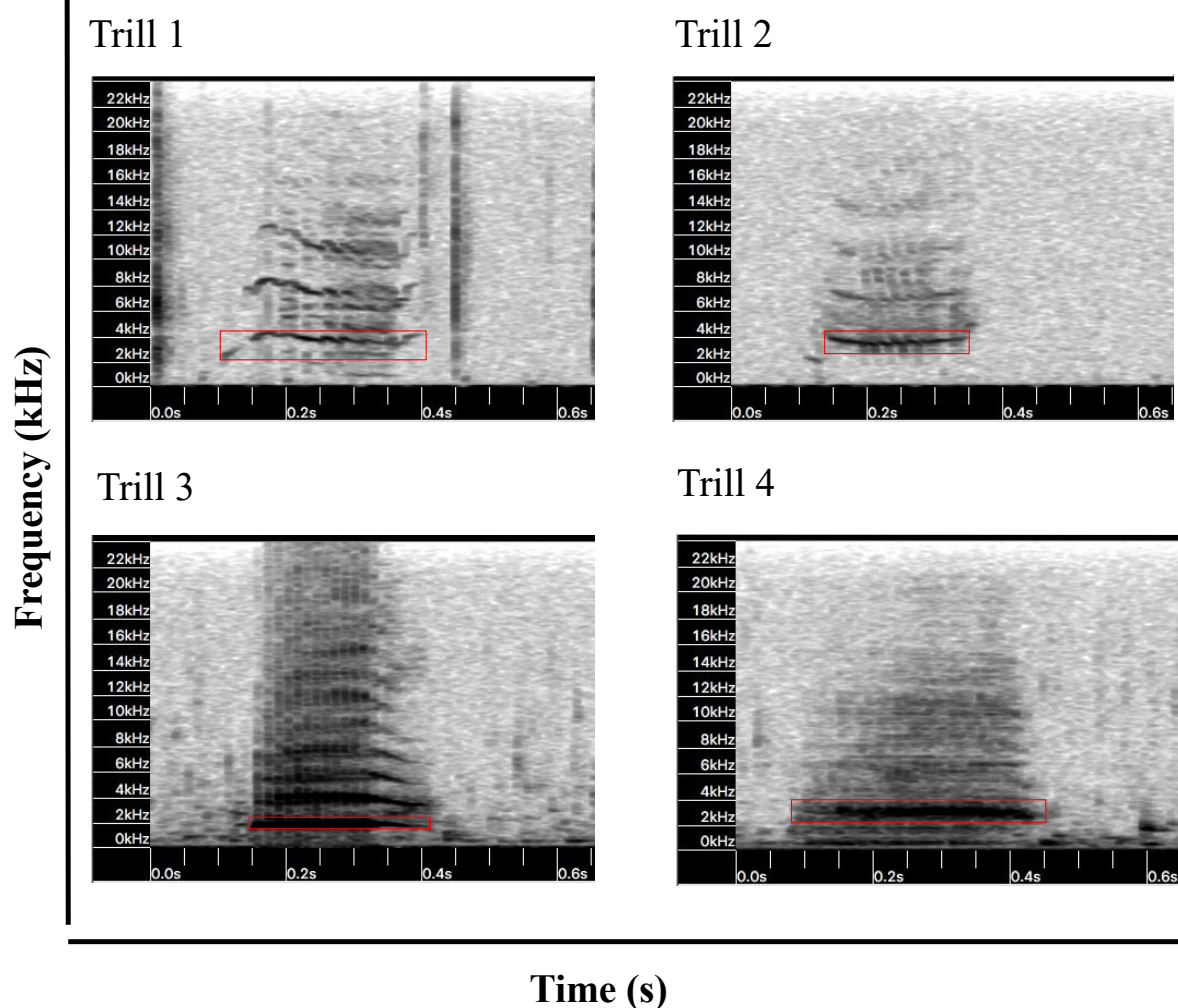 Trill 1
22kHz
20kHz
18kHz
16kHz
14kHz
12kHz
10kHz
8kHz
6kHz
4kHz
2kHz
0kHz
0.0s 0.2s 0.4s 0.6s
Trill 2
22kHz
20kHz
18kHz
16kHz
14kHz
12kHz
10kHz
8kHz
6kHz
4kHz
2kHz
0kHz
0.0s 0.2s 0.4s 0.6s
Frequency (kHz)
Trill 3
22kHz
20kHz
18kHz
16kHz
14kHz
12kHz
10kHz
8kHz
6kHz
4kHz
2kHz
0kHz
0.0s 0.2s 0.4s 0.6s
Trill 4
22kHz
20kHz
18kHz
16kHz
14kHz
12kHz
10kHz
8kHz
6kHz
4kHz
2kHz
0kHz
0.0s 0.2s 0.4s 0.6s
Time (s)